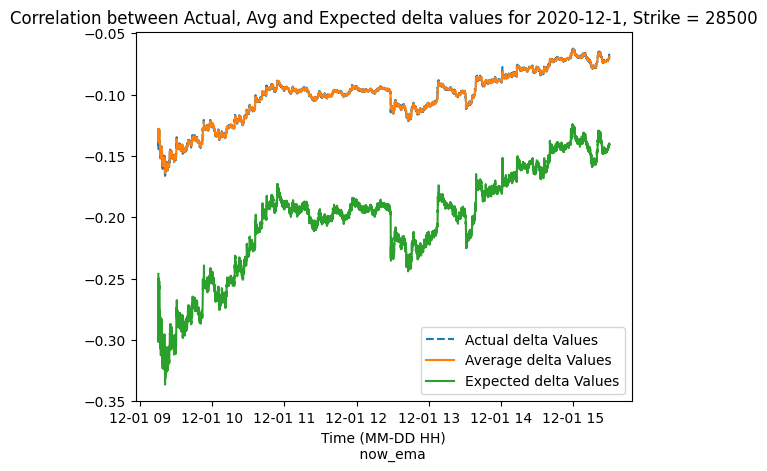 Correlation between Actual, Avg and Expected delta values for 2020-12-1, Strike = 28500
−0.05
−0.10
−0.15
−0.20
−0.25
−0.30
−0.35
Actual delta Values
Average delta Values
Expected delta Values
12-01 09 12-01 10 12-01 11 12-01 12 12-01 13 12-01 14 12-01 15
Time (MM-DD HH)
now_ema